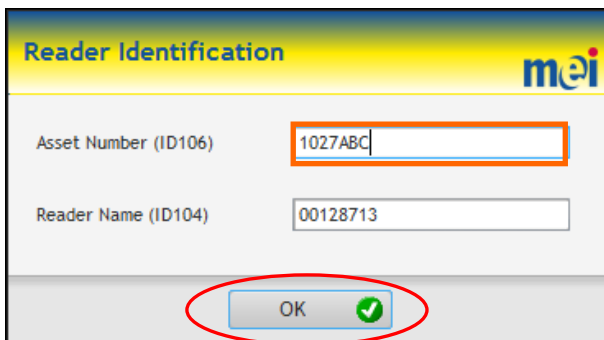 Reader Identification
mei
Asset Number (ID106) 1027ABC
Reader Name (ID104) 00128713
OK